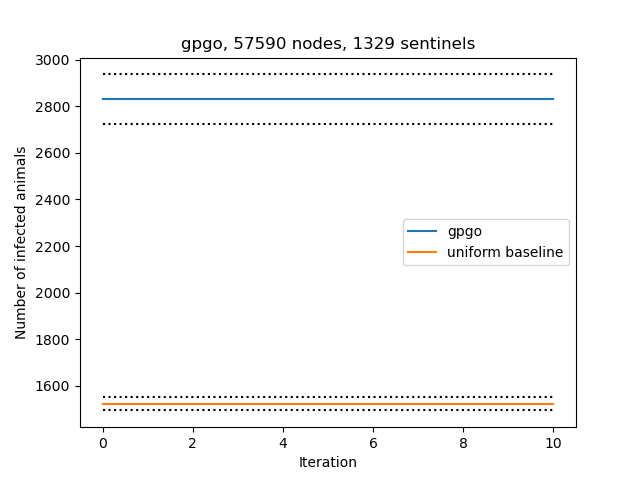 gpgo, 57590 nodes, 1329 sentinels
3000
2800
2600
2400
2200
2000
1800
1600
Number of infected animals
gpgo
uniform baseline
0 2 4 6 8 10
Iteration